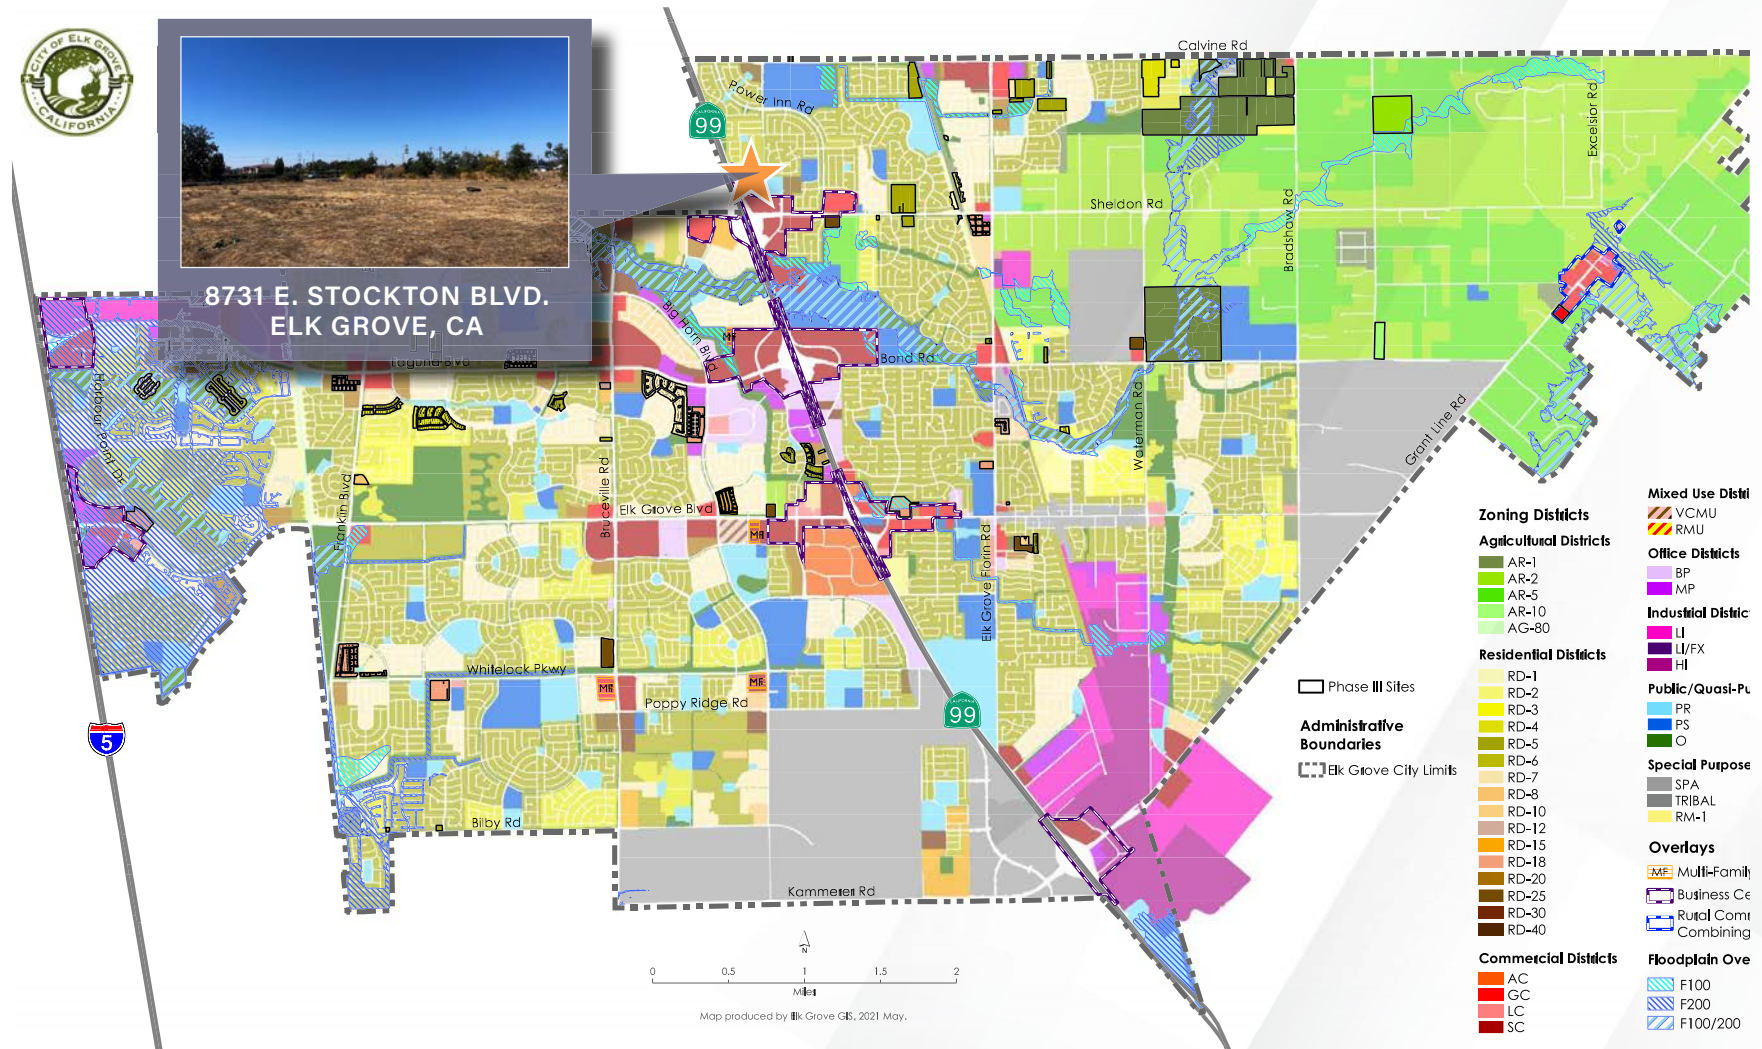 CITY OF ELK GROVE
CALIFORNIA
8731 E. STOCKTON BLVD.
ELK GROVE, CA
Calvine Rd
Power Inn Rd
CALIFORNIA
99
Excelsior Rd
Sheldon Rd
Bradshaw Rd
Big Horn Blvd
MF
Bond Rd
Laguna Blvd
Harbour Point Dr
Waterman Rd
Grant Line Rd
Franklin Blvd
Bruceville Rd
Elk Grove Blvd
MF
Elk Grove Florin Rd
Whitelock Pkwy
MF
MF
Poppy Ridge Rd
CALIFORNIA
99
5
Bilby Rd
Kammerer Rd
N
0 0.5 1 1.5 2
Miles
Map produced by Elk Grove GIS, 2021 May.
Phase III Sites
Administrative
Boundaries
Elk Grove City Limits
Zoning Districts
Agricultural Districts
AR-1
AR-2
AR-5
AR-10
AG-80
Residential Districts
RD-1
RD-2
RD-3
RD-4
RD-5
RD-6
RD-7
RD-8
RD-10
RD-12
RD-15
RD-18
RD-20
RD-25
RD-30
RD-40
Commercial Districts
AC
GC
LC
SC
Mixed Use Distri
VCMU
RMU
Office Districts
BP
MP
Industrial Distric
LI
LI/FX
HI
Public/Quasi-Pu
PR
PS
O
Special Purpose
SPA
TRIBAL
RM-1
Overlays
MF Multi-Family
Business Ce
Rural Com
Combining
Floodplain Ove
F100
F200
F100/200